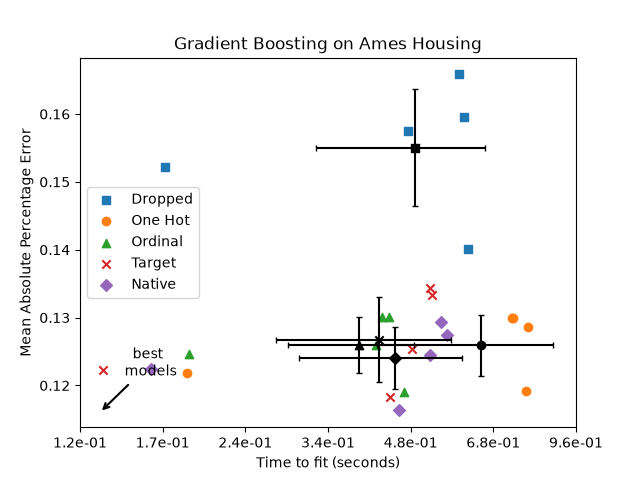 Gradient Boosting on Ames Housing
Mean Absolute Percentage Error
0.16
0.15
0.14
0.13
0.12
Dropped
One Hot
Ordinal
Target
Native
best
models
1.2e-01 1.7e-01 2.4e-01 3.4e-01 4.8e-01 6.8e-01 9.6e-01
Time to fit (seconds)